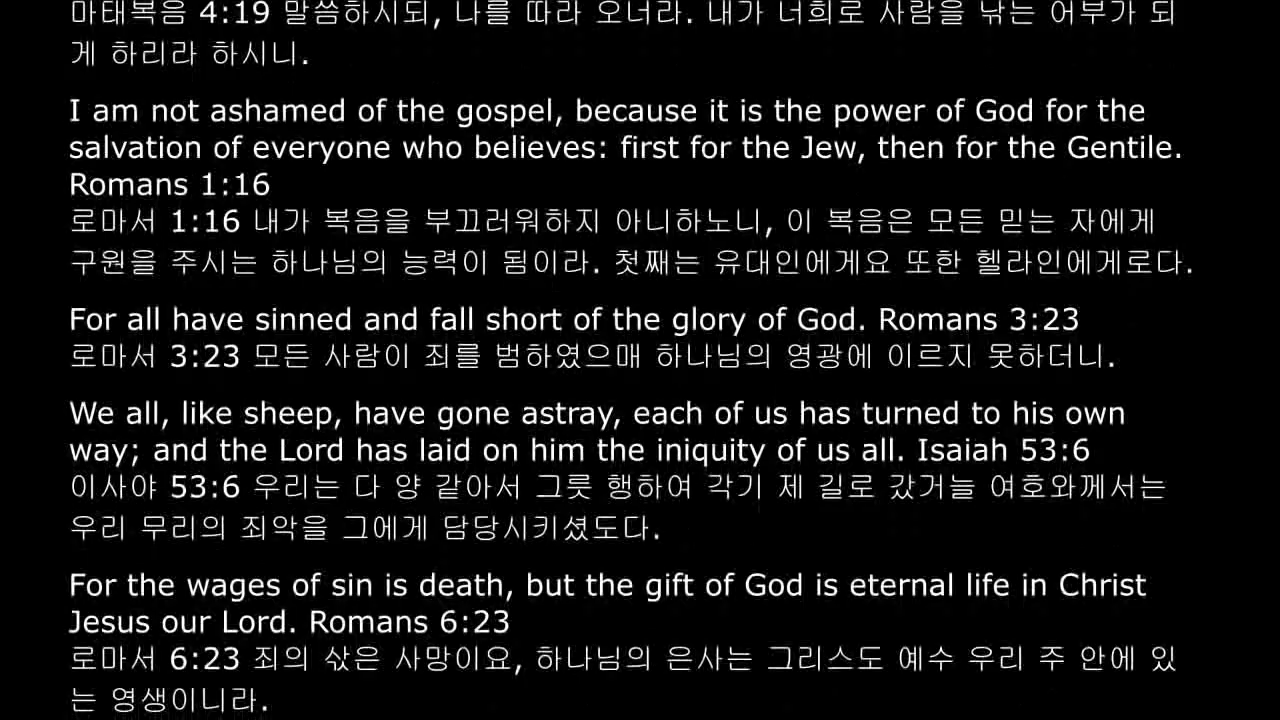 마태복음 4:19 말씀하시되, 나를 따라 오너라. 내가 너희로 사람을 낚는 어부가 되
게 하리라 하시니.
I am not ashamed of the gospel, because it is the power of God for the
salvation of everyone who believes: first for the Jew, then for the Gentile.
Romans 1:16
로마서 1:16 내가 복음을 부끄러워하지 아니하노니, 이 복음은 모든 믿는 자에게
구원을 주시는 하나님의 능력이 됨이라. 첫째는 유대인에게요 또한 헬라인에게로다.
For all have sinned and fall short of the glory of God. Romans 3:23
로마서 3:23 모든 사람이 죄를 범하였으매 하나님의 영광에 이르지 못하더니.
We all, like sheep, have gone astray, each of us has turned to his own
way; and the Lord has laid on him the iniquity of us all. Isaiah 53:6
이사야 53:6 우리는 다 양 같아서 그릇 행하여 각기 제 길로 갔거늘 여호와께서는
우리 무리의 죄악을 그에게 담당시키셨도다.
For the wages of sin is death, but the gift of God is eternal life in Christ
Jesus our Lord. Romans 6:23
로마서 6:23 죄의 삯은 사망이요, 하나님의 은사는 그리스도 예수 우리 주 안에 있
는 영생이니라.